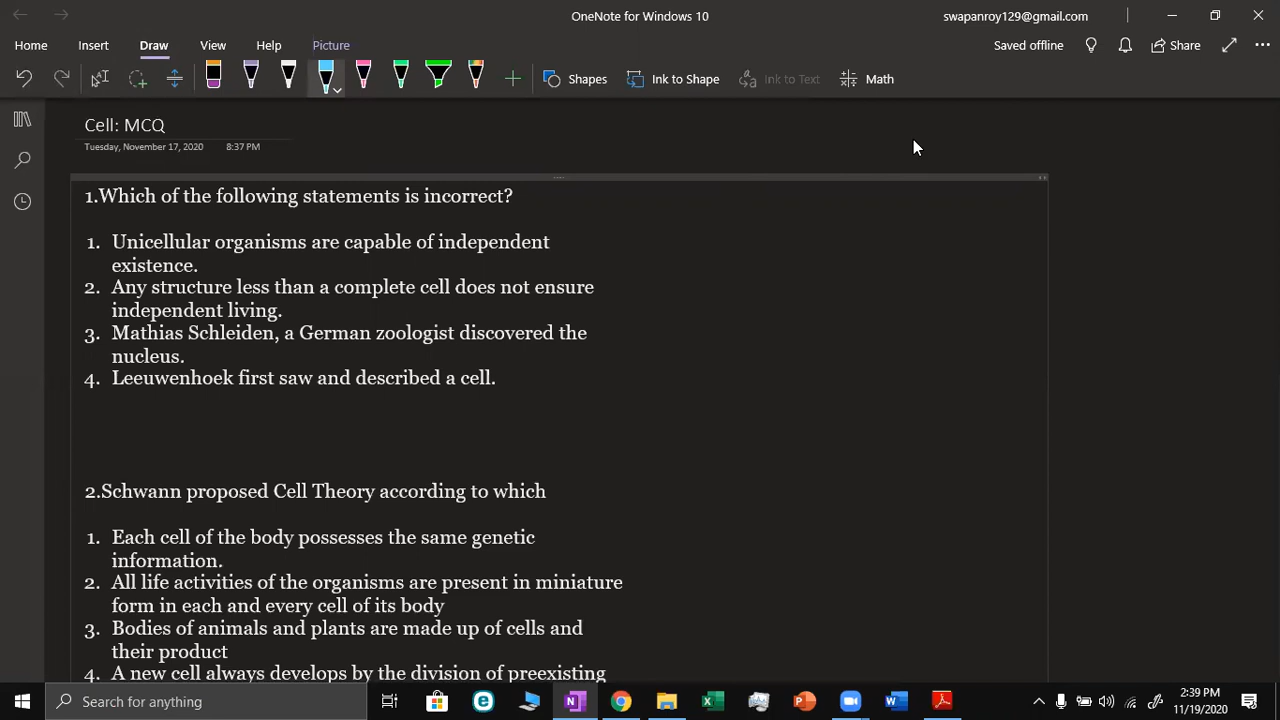 OneNote for Windows 10
swapanroy129@gmail.com
Home Insert Draw View Help Picture
Saved offline
Share
Shapes
Ink to Shape
Ink to Text
Math
Cell: MCQ
Tuesday, November 17, 2020 8:37 PM
1.Which of the following statements is incorrect?
1. Unicellular organisms are capable of independent
existence.
2. Any structure less than a complete cell does not ensure
independent living.
3. Mathias Schleiden, a German zoologist discovered the
nucleus.
4. Leeuwenhoek first saw and described a cell.
2.Schwann proposed Cell Theory according to which
1. Each cell of the body possesses the same genetic
information.
2. All life activities of the organisms are present in miniature
form in each and every cell of its body
3. Bodies of animals and plants are made up of cells and
their product
4. A new cell always develops by the division of preexisting
Search for anything
2:39 PM
11/19/2020